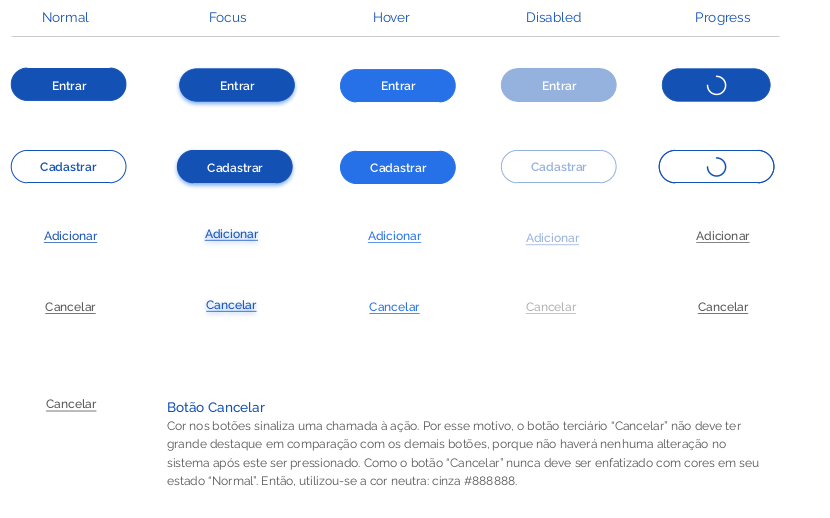 Normal Focus Hover Disabled Progress
Entrar Entrar Entrar Entrar
Cadastrar Cadastrar Cadastrar Cadastrar
Adicionar Adicionar Adicionar Adicionar Adicionar
Cancelar Cancelar Cancelar Cancelar Cancelar
Cancelar
Botão Cancelar
Cor nos botões sinaliza uma chamada à ação. Por esse motivo, o botão terciário “Cancelar” não deve ter
grande destaque em comparação com os demais botões, porque não haverá nenhuma alteração no
sistema após este ser pressionado. Como o botão “Cancelar” nunca deve ser enfatizado com cores em seu
estado “Normal”. Então, utilizou-se a cor neutra: cinza #888888.